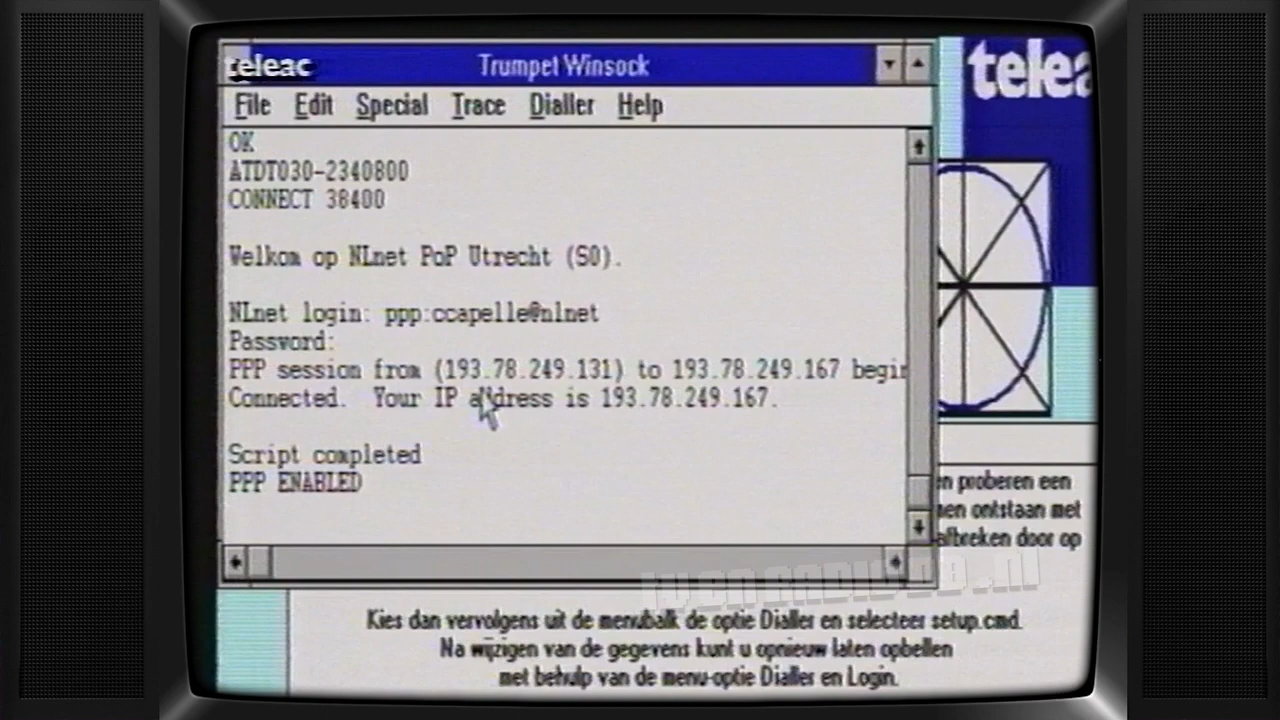 teleac
Trumpet Winsock
File Edit Special Trace Dialler Help
OK
ATDT030-2340800
CONNECT 38400
Welkom op NLnet PoP Utrecht (S0).
NLnet login: ppp:ccapelle@nlnet
Password:
PPP session from (193.78.249.131) to 193.78.249.167 begin
Connected. Your IP address is 193.78.249.167.
Script completed
PPP ENABLED
telea
en proberen een
men ontstaan met
afbreken door op
Kies dan vervolgens uit de menubalk de optie Dialler en selecteer setup.cmd.
Na wijzigen van de gegevens kunt u opnieuw laten opbellen
met behulp van de menu-optie Dialler en Login.